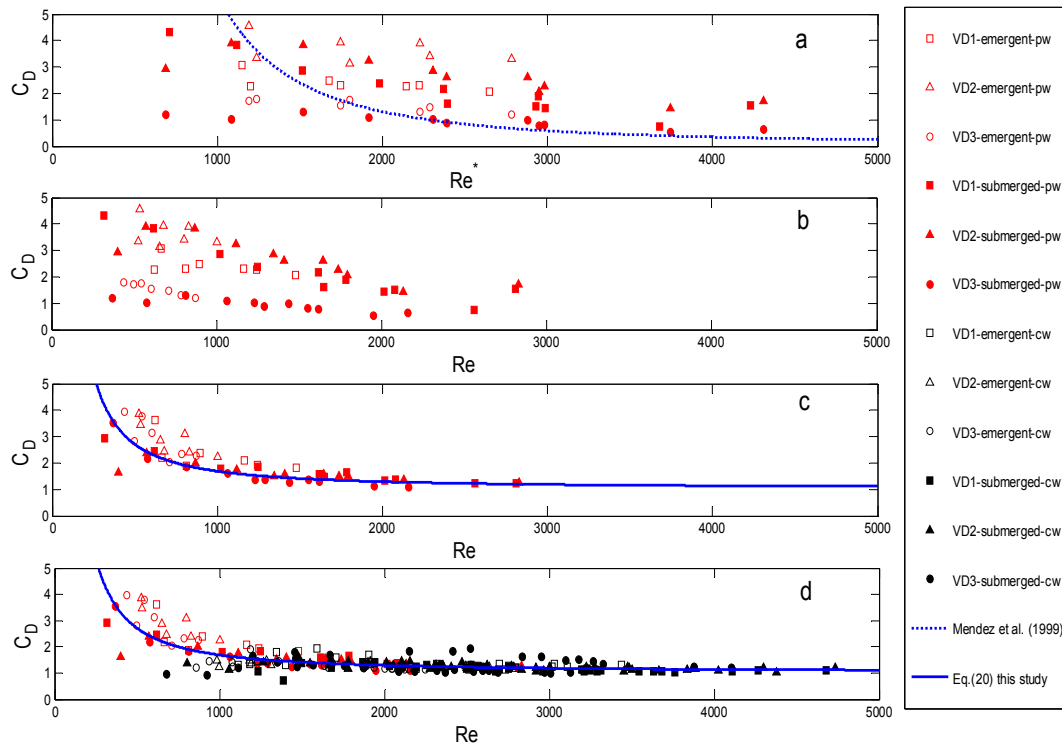 5
4
3
2
1
0
C_D
a
0
1000
2000
3000
4000
5000
Re*
5
4
3
2
1
0
C_D
b
0
1000
2000
3000
4000
5000
Re
5
4
3
2
1
0
C_D
c
0
1000
2000
3000
4000
5000
Re
5
4
3
2
1
0
C_D
d
0
1000
2000
3000
4000
5000
Re
VD1-emergent-pw
VD2-emergent-pw
VD3-emergent-pw
VD1-submerged-pw
VD2-submerged-pw
VD3-submerged-pw
VD1-emergent-cw
VD2-emergent-cw
VD3-emergent-cw
VD1-submerged-cw
VD2-submerged-cw
VD3-submerged-cw
Mendez et al. (1999)
Eq.(20) this study